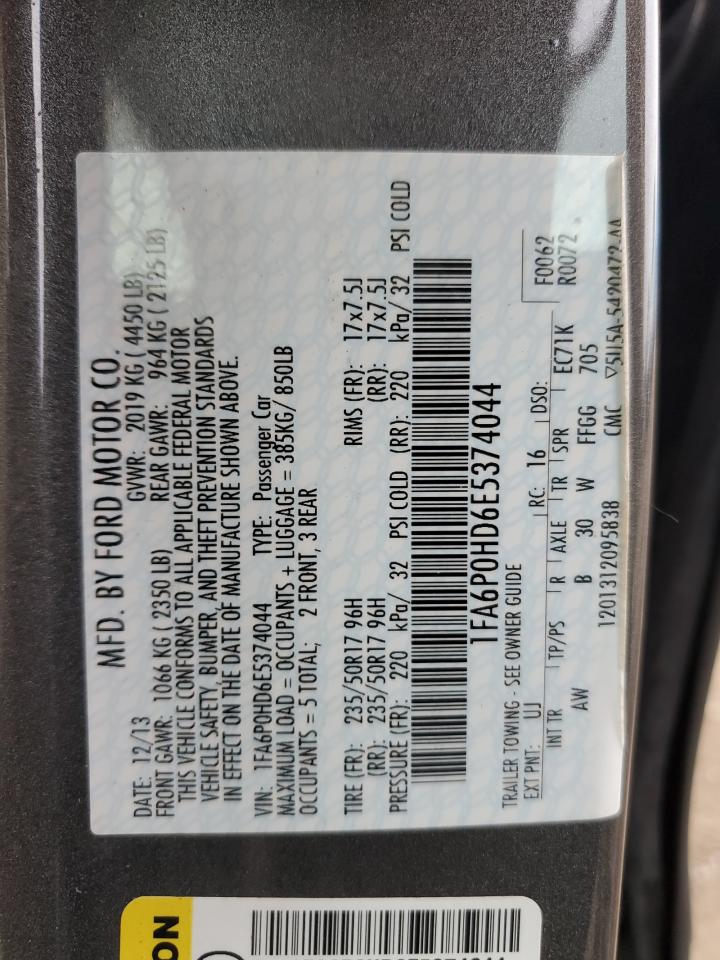 MFD. BY FORD MOTOR CO.
DATE: 12/13 GVWR: 2019 KG ( 4450 LB)
FRONT GAWR: 1066 KG ( 2350 LB) REAR GAWR: 964 KG ( 2125 LB)
THIS VEHICLE CONFORMS TO ALL APPLICABLE FEDERAL MOTOR
VEHICLE SAFETY, BUMPER, AND THEFT PREVENTION STANDARDS
IN EFFECT ON THE DATE OF MANUFACTURE SHOWN ABOVE.
VIN: 1FA6P0HD6E5374044 TYPE: Passenger Car
MAXIMUM LOAD = OCCUPANTS + LUGGAGE = 385KG/ 850LB
OCCUPANTS = 5 TOTAL; 2 FRONT, 3 REAR
TIRE (FR): 235/50R17 96H RIMS (FR): 17x7.5J
(RR): 235/50R17 96H (RR): 17x7.5J
PRESSURE (FR): 220 kPa/ 32 PSI COLD (RR): 220 kPa/ 32 PSI COLD
1FA6P0HD6E5374044
TRAILER TOWING - SEE OWNER GUIDE
EXT PNT: UJ RC: 16 DSO: F0062
R0072
INT TR TP/PS R AXLE TR SPR EC71K
AW B 30 W FFGG 705
1201312095838 CMC